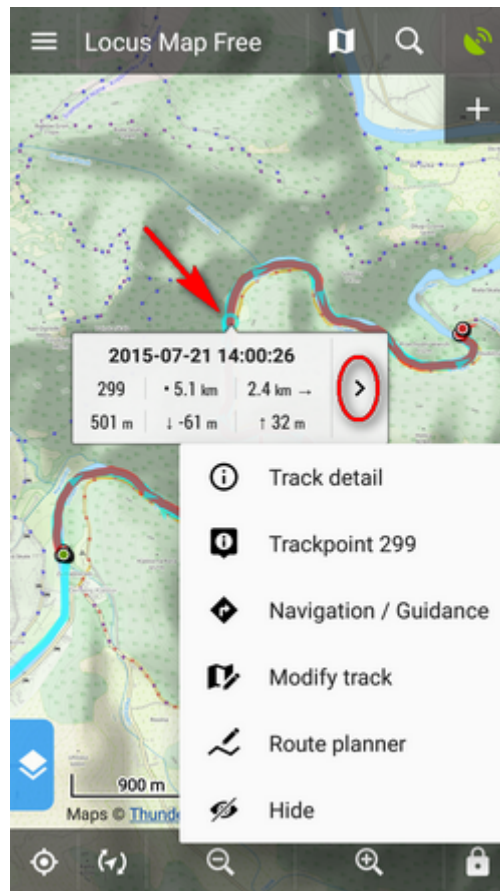 Locus Map Free
2015-07-21 14:00:26
299 • 5.1 km 2.4 km →
501 m ↓ -61 m ↑ 32 m
Track detail
Trackpoint 299
Navigation / Guidance
Modify track
Route planner
Hide
900 m
Maps © Thunde